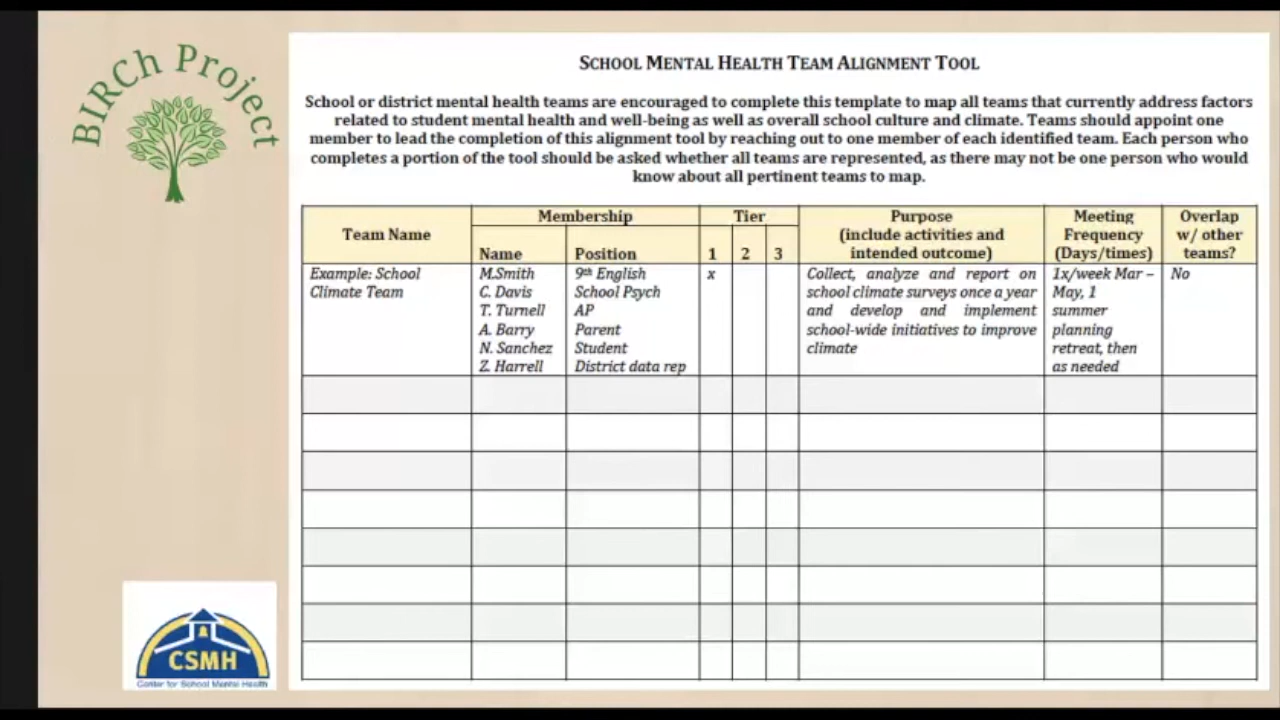 BIRCh Project
SCHOOL MENTAL HEALTH TEAM ALIGNMENT TOOL
School or district mental health teams are encouraged to complete this template to map all teams that currently address factors
related to student mental health and well-being as well as overall school culture and climate. Teams should appoint one
member to lead the completion of this alignment tool by reaching out to one member of each identified team. Each person who
completes a portion of the tool should be asked whether all teams are represented, as there may not be one person who would
know about all pertinent teams to map.
Team Name
Membership
Name
Position
Tier
1 2 3
Purpose
(include activities and
intended outcome)
Meeting
Frequency
(Days/times)
Overlap
w/ other
teams?
Example: School
Climate Team
M.Smith
C. Davis
T. Turnell
A. Barry
N. Sanchez
Z. Harrell
9th English
School Psych
AP
Parent
Student
District data rep
x
Collect, analyze and report on
school climate surveys once a year
and develop and implement
school-wide initiatives to improve
climate
1x/week Mar –
May, 1
summer
planning
retreat, then
as needed
No
CSMH
Center for School Mental Health